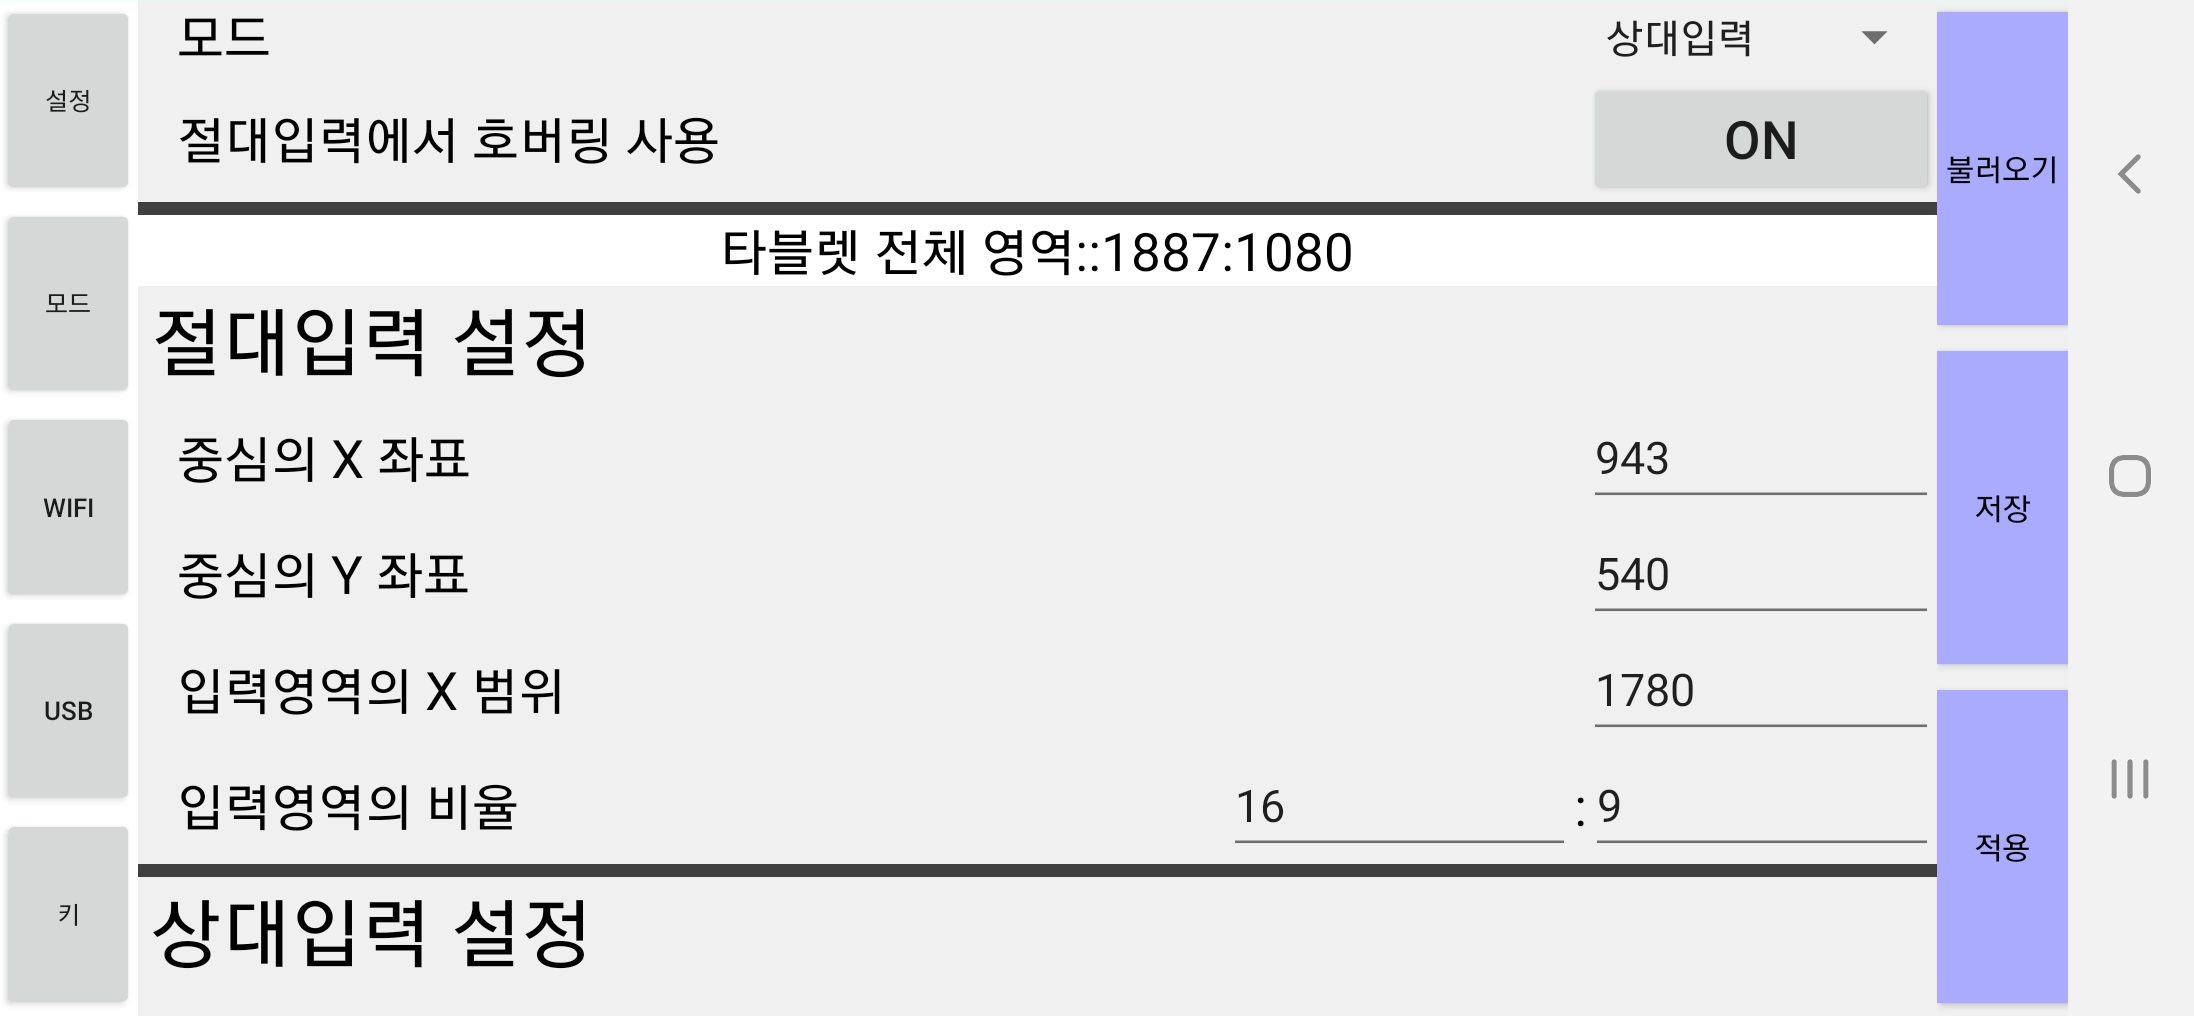 설정
모드
WIFI
USB
키
모드 상대입력
절대입력에서 호버링 사용 ON
타블렛 전체 영역::1887:1080
절대입력 설정
중심의 X 좌표 943
중심의 Y 좌표 540
입력영역의 X 범위 1780
입력영역의 비율 16 : 9
상대입력 설정
불러오기
저장
적용